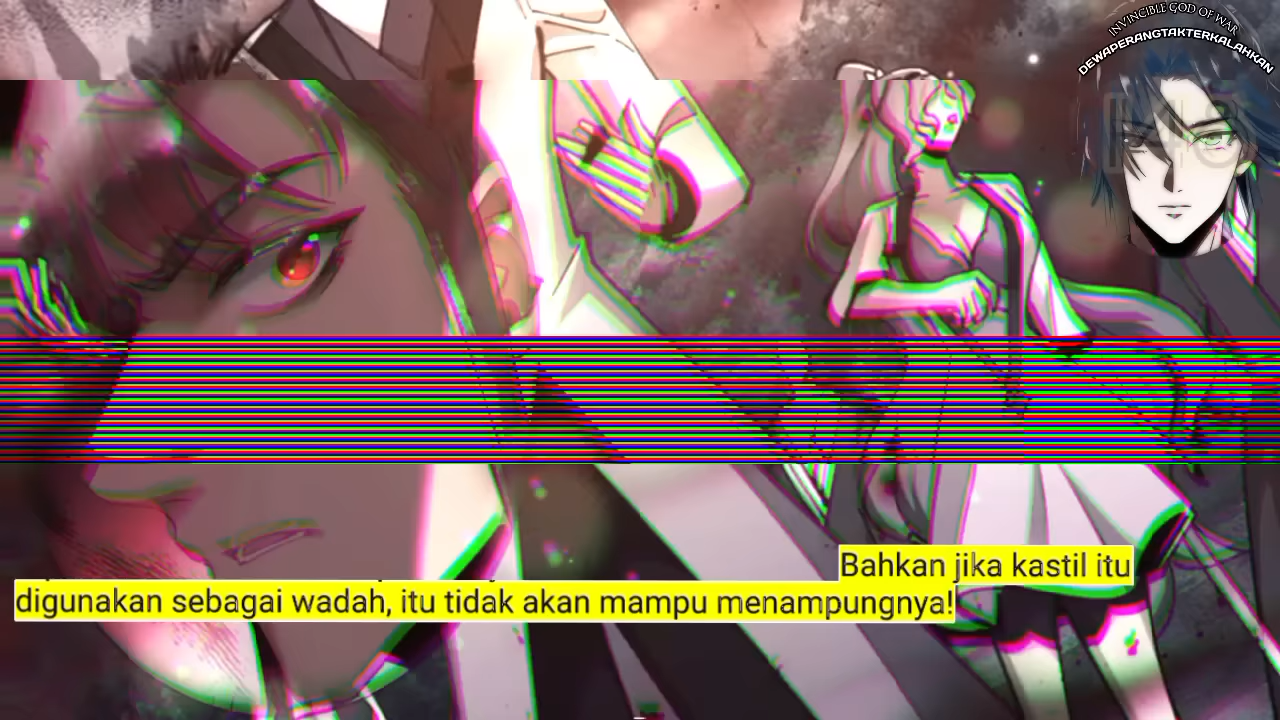 INVINCIBLE GOD OF WAR
DEWAPERANGTAKTERKALAHKAN
Bahkan jika kastil itu
digunakan sebagai wadah, itu tidak akan mampu menampungnya!